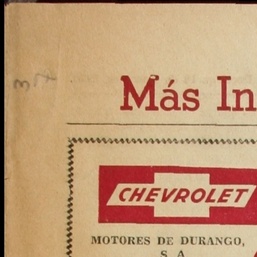 Más In
CHEVROLET
MOTORES DE DURANGO,
S. A.